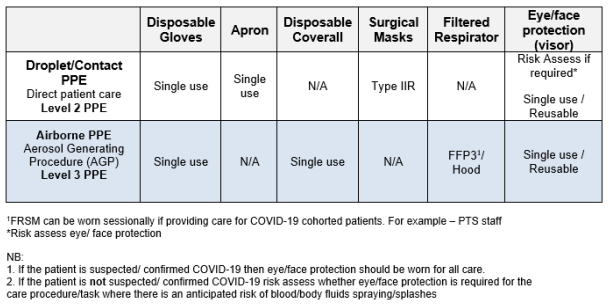 Disposable Gloves
Apron
Disposable Coverall
Surgical Masks
Filtered Respirator
Eye/face protection (visor)
Droplet/Contact PPE
Direct patient care
Level 2 PPE
Single use
Single use
N/A
Type IIR
N/A
Risk Assess if required*
Single use / Reusable
Airborne PPE
Aerosol Generating Procedure (AGP)
Level 3 PPE
Single use
N/A
Single use
N/A
FFP3¹/ Hood
Single use / Reusable
¹FRSM can be worn sessionally if providing care for COVID-19 cohorted patients. For example – PTS staff
*Risk assess eye/ face protection
NB:
1. If the patient is suspected/ confirmed COVID-19 then eye/face protection should be worn for all care.
2. If the patient is not suspected/ confirmed COVID-19 risk assess whether eye/face protection is required for the
care procedure/task where there is an anticipated risk of blood/body fluids spraying/splashes